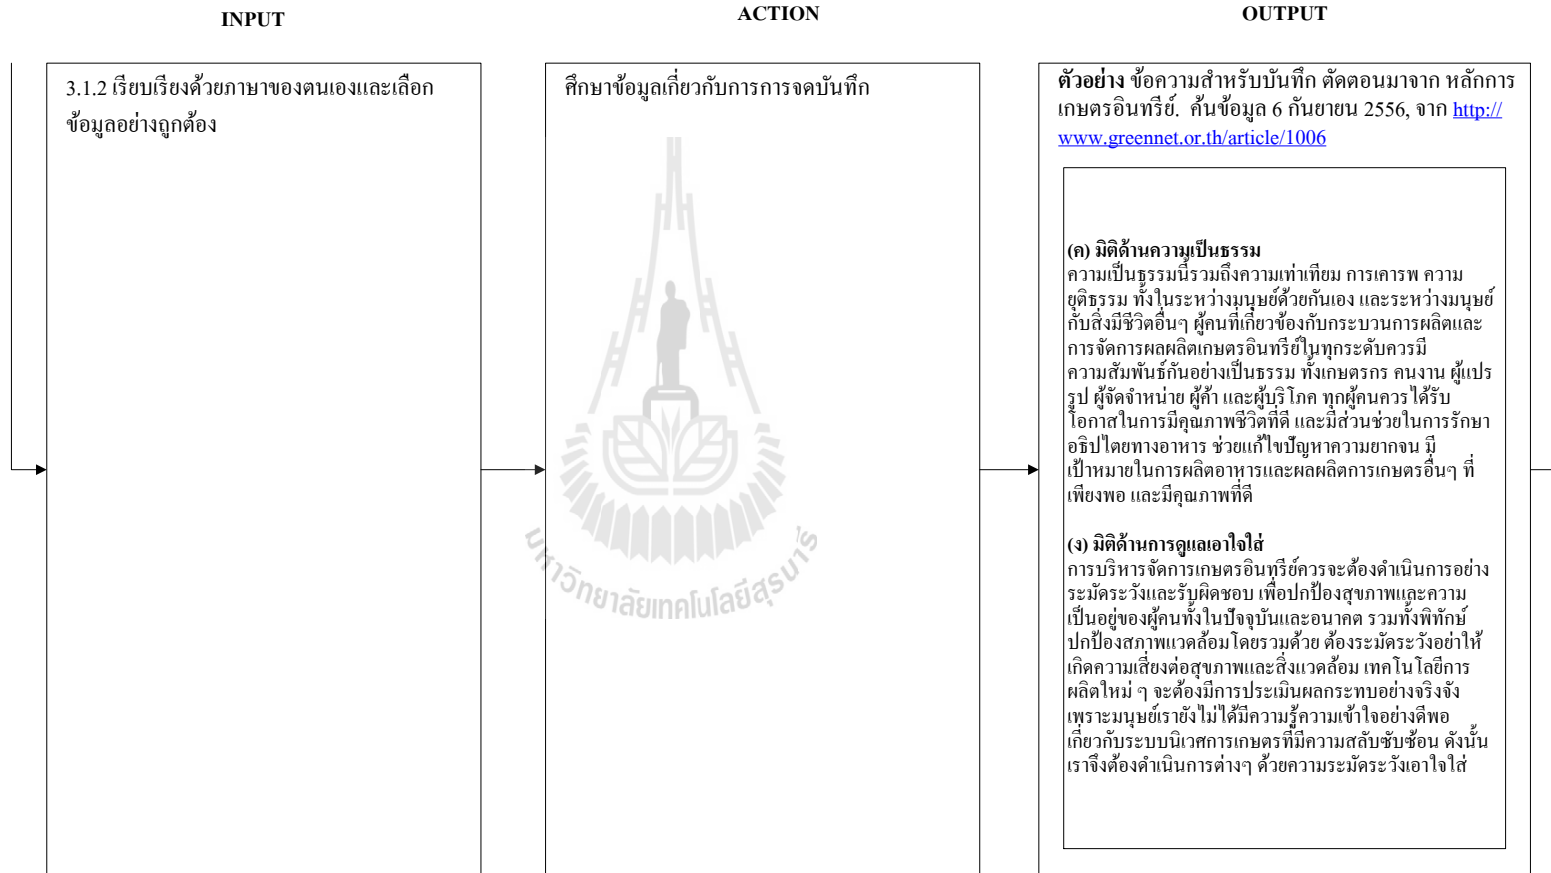 INPUT
ACTION
OUTPUT
3.1.2 เรียบเรียงด้วยภาษาของตนเองและเลือก
ข้อมูลอย่างถูกต้อง
ศึกษาข้อมูลเกี่ยวกับการการจดบันทึก
ตัวอย่าง ข้อความสำหรับบันทึก ตัดตอนมาจาก หลักการ
เกษตรอินทรีย์. ค้นข้อมูล 6 กันยายน 2556, จาก http://
www.greennet.or.th/article/1006
(ค) มิติด้านความเป็นธรรม
ความเป็นธรรมนี้รวมถึงความเท่าเทียม การเคารพ ความ
ยุติธรรม ทั้งในระหว่างมนุษย์ด้วยกันเอง และระหว่างมนุษย์
กับสิ่งมีชีวิตอื่นๆ ผู้คนที่เกี่ยวข้องกับกระบวนการผลิตและ
การจัดการผลผลิตเกษตรอินทรีย์ในทุกระดับควรมี
ความสัมพันธ์กันอย่างเป็นธรรม ทั้งเกษตรกร คนงาน ผู้แปร
รูป ผู้จัดจำหน่าย ผู้ค้า และผู้บริโภค ทุกผู้คนควรได้รับ
โอกาสในการมีคุณภาพชีวิตที่ดี และมีส่วนช่วยในการรักษา
อธิปไตยทางอาหาร ช่วยแก้ไขปัญหาความยากจน มี
เป้าหมายในการผลิตอาหารและผลผลิตการเกษตรอื่นๆ ที่
เพียงพอ และมีคุณภาพที่ดี
(ง) มิติด้านการดูแลเอาใจใส่
การบริหารจัดการเกษตรอินทรีย์ควรจะต้องดำเนินการอย่าง
ระมัดระวังและรับผิดชอบ เพื่อปกป้องสุขภาพและความ
เป็นอยู่ของผู้คนทั้งในปัจจุบันและอนาคต รวมทั้งพิทักษ์
ปกป้องสภาพแวดล้อมโดยรวมด้วย ต้องระมัดระวังอย่าให้
เกิดความเสี่ยงต่อสุขภาพและสิ่งแวดล้อม เทคโนโลยีการ
ผลิตใหม่ ๆ จะต้องมีการประเมินผลกระทบอย่างจริงจัง
เพราะมนุษย์เรายังไม่ได้มีความรู้ความเข้าใจอย่างดีพอ
เกี่ยวกับระบบนิเวศการเกษตรที่มีความสลับซับซ้อน ดังนั้น
เราจึงต้องดำเนินการต่างๆ ด้วยความระมัดระวังเอาใจใส่
มหาวิทยาลัยเทคโนโลยีสุรนารี